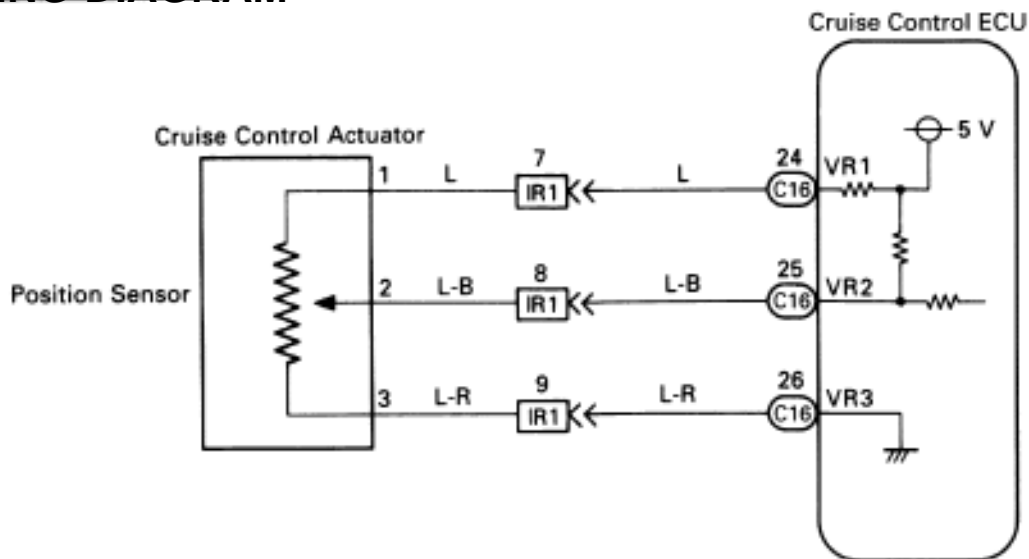 Cruise Control ECU
5 V
Cruise Control Actuator
1 L 7 IR1 L 24 C16 VR1
Position Sensor
2 L-B 8 IR1 L-B 25 C16 VR2
3 L-R 9 IR1 L-R 26 C16 VR3